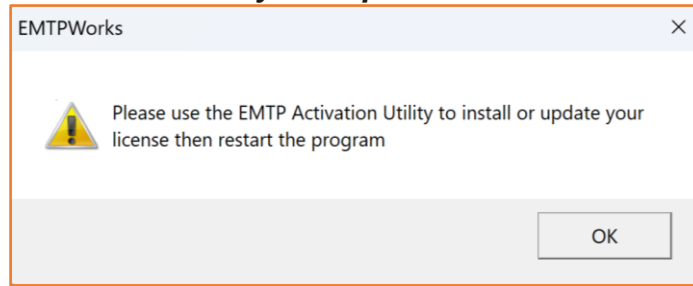 EMTPWorks
Please use the EMTP Activation Utility to install or update your
license then restart the program
OK